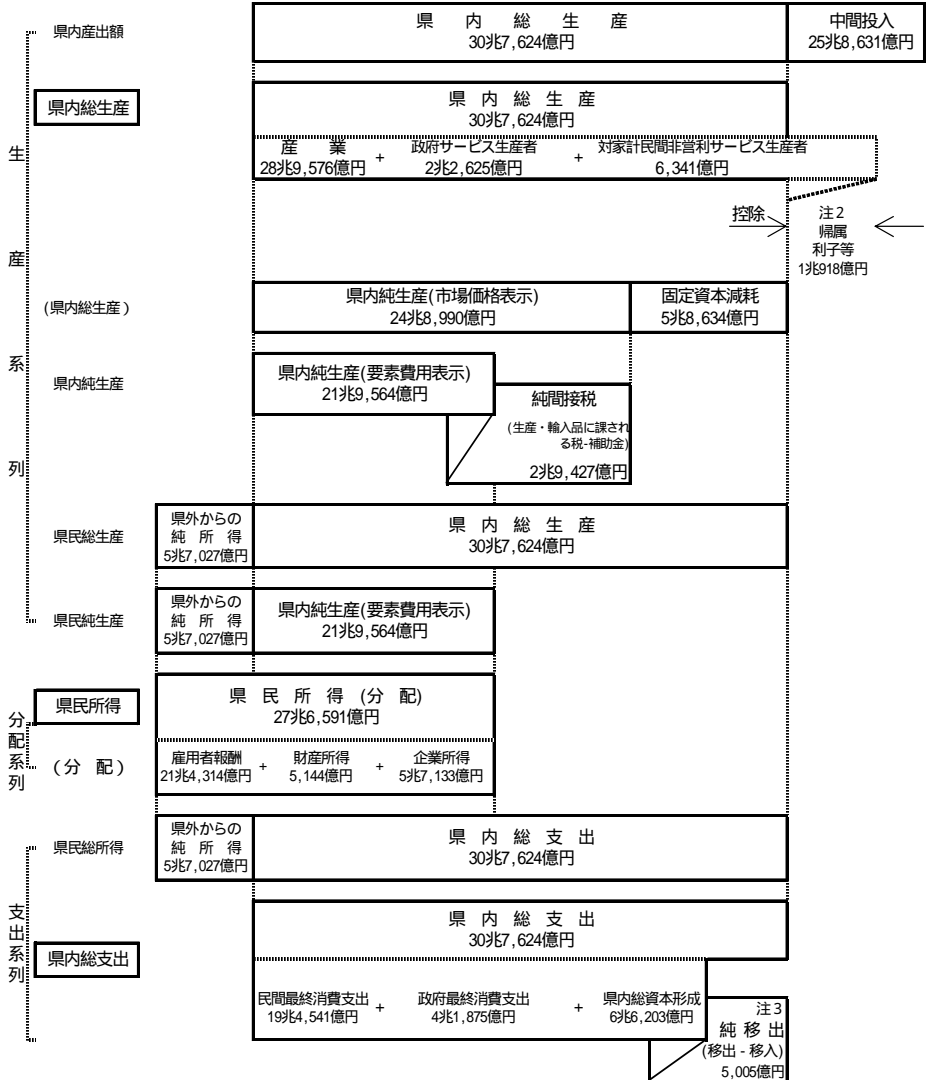 県内産出額
県 内 総 生 産
30兆7,624億円
中間投入
25兆8,631億円
県内総生産
県 内 総 生 産
30兆7,624億円
産 業
28兆9,576億円
+
政府サービス生産者
2兆2,625億円
+
対家計民間非営利サービス生産者
6,341億円
控除
注2
帰属
利子等
1兆918億円
生産系列
(県内総生産)
県内純生産(市場価格表示)
24兆8,990億円
固定資本減耗
5兆8,634億円
県内純生産
県内純生産(要素費用表示)
21兆9,564億円
純間接税
(生産・輸入品に課され
る税-補助金)
2兆9,427億円
県民総生産
県外からの
純 所 得
5兆7,027億円
県 内 総 生 産
30兆7,624億円
県民純生産
県外からの
純 所 得
5兆7,027億円
県内純生産(要素費用表示)
21兆9,564億円
分配系列
県民所得
(分 配)
県 民 所 得 (分 配)
27兆6,591億円
雇用者報酬
21兆4,314億円
+
財産所得
5,144億円
+
企業所得
5兆7,133億円
支出系列
県民総所得
県外からの
純 所 得
5兆7,027億円
県 内 総 支 出
30兆7,624億円
県内総支出
県 内 総 支 出
30兆7,624億円
民間最終消費支出
19兆4,541億円
+
政府最終消費支出
4兆1,875億円
+
県内総資本形成
6兆6,203億円
注3
純 移 出
(移出 - 移入)
5,005億円